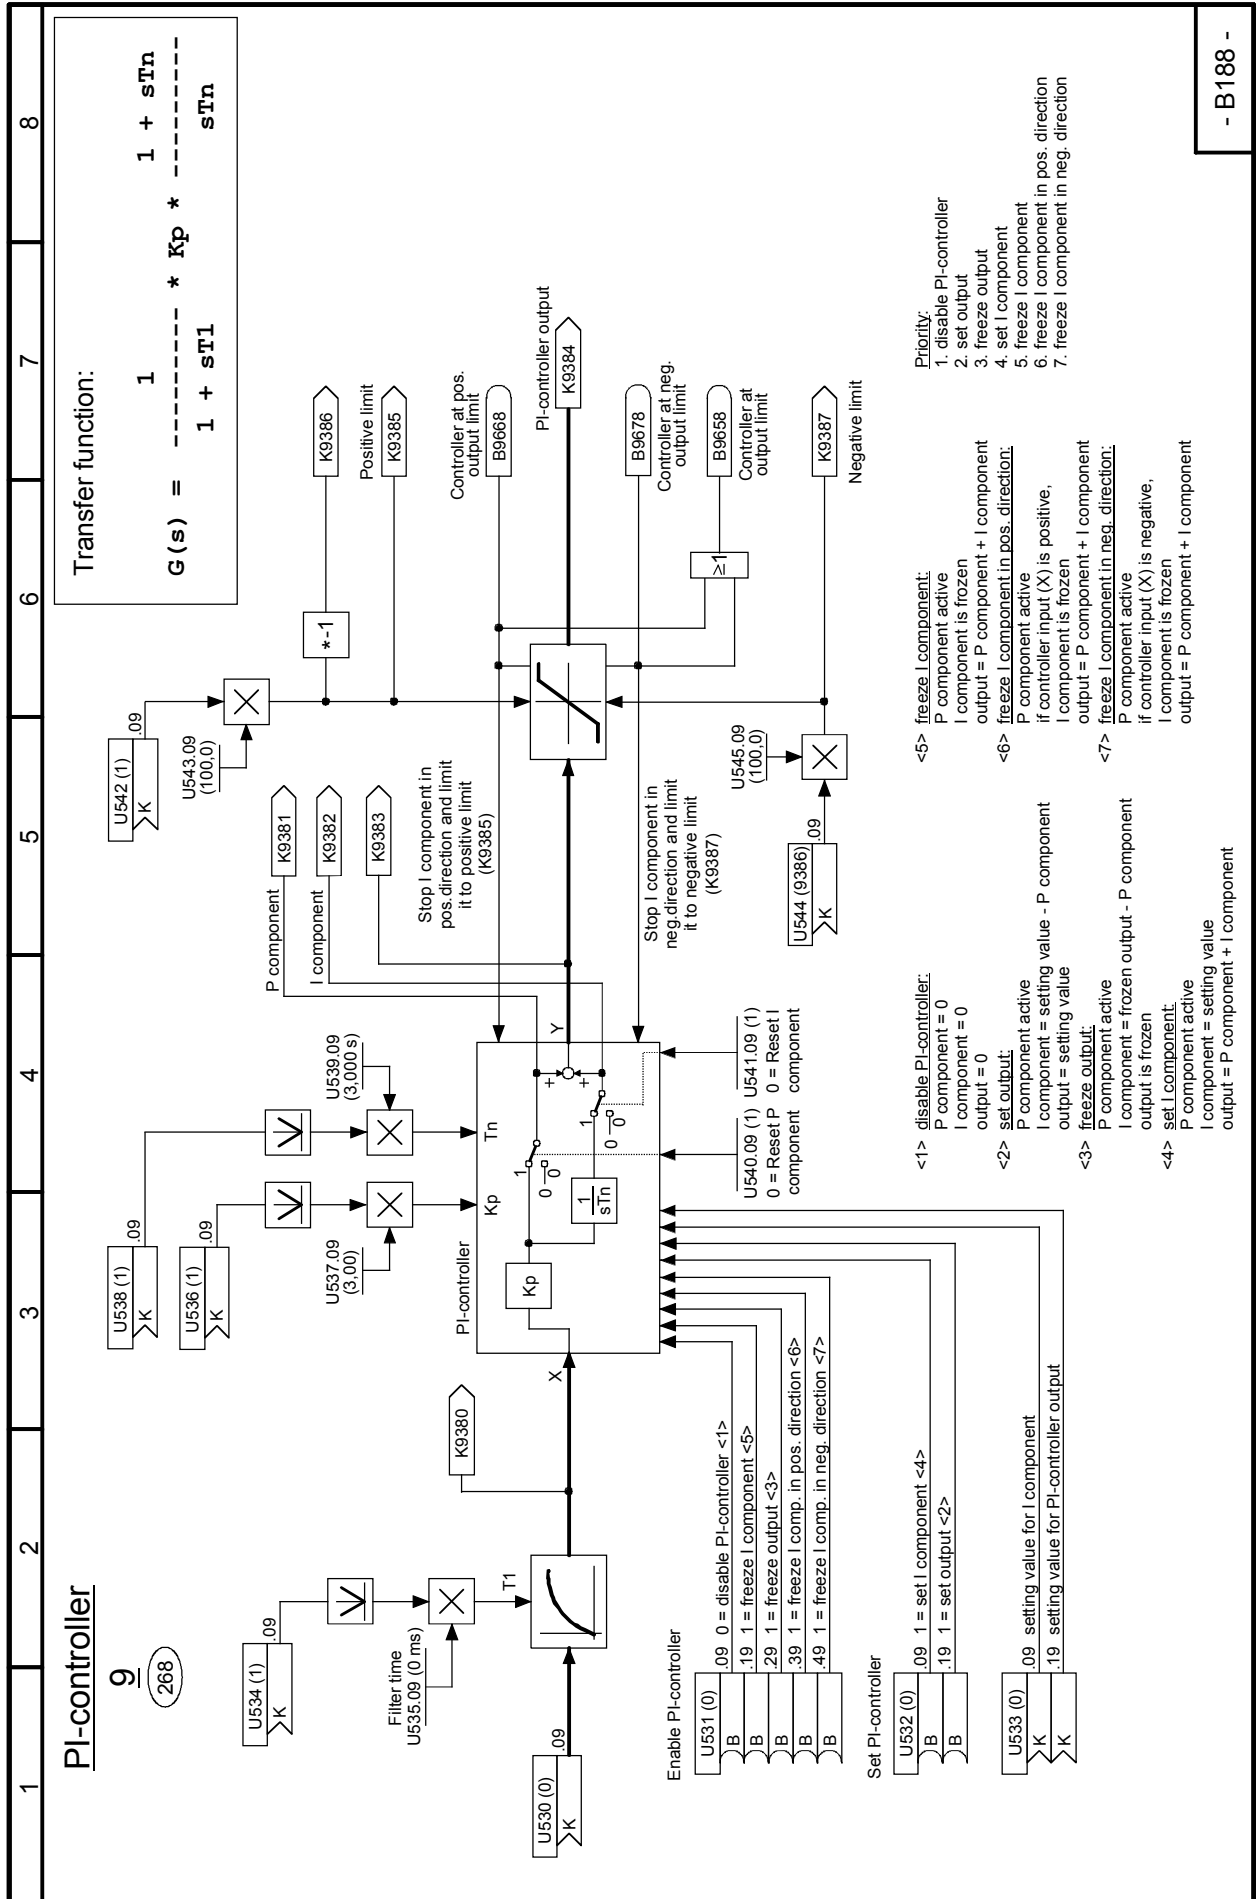 1 2 3 4 5 6 7 8
PI-controller
9
268
Transfer function:
1 1 + sTn
G(s) = -------- * Kp * ---------
1 + sT1 sTn
U534 (1)
K
.09
Filter time
U535.09 (0 ms)
T1
U530 (0)
K
.09
K9380
X
U538 (1)
K
.09
U536 (1)
K
.09
U537.09
(3,00)
U539.09
(3,000 s)
PI-controller
Kp
Tn
Kp
1
sTn
1
0
0
1
0
0
+
+
Y
P component
I component
K9381
K9382
K9383
U540.09 (1)
0 = Reset P
component
U541.09 (1)
0 = Reset I
component
Stop I component in
pos.direction and limit
it to positive limit
(K9385)
Stop I component in
neg.direction and limit
it to negative limit
(K9387)
U542 (1)
K
.09
U543.09
(100,0)
*-1
K9386
Positive limit
K9385
Controller at pos.
output limit
B9668
PI-controller output
K9384
B9678
Controller at neg.
output limit
≥1
B9658
Controller at
output limit
K9387
Negative limit
U545.09
(100,0)
U544 (9386)
K
.09
Enable PI-controller
U531 (0)
B .09 0 = disable PI-controller <1>
B .19 1 = freeze I component <5>
B .29 1 = freeze output <3>
B .39 1 = freeze I comp. in pos. direction <6>
B .49 1 = freeze I comp. in neg. direction <7>
Set PI-controller
U532 (0)
B .09 1 = set I component <4>
B .19 1 = set output <2>
U533 (0)
K .09 setting value for I component
K .19 setting value for PI-controller output
<1> disable PI-controller:
P component = 0
I component = 0
output = 0
<2> set output:
P component active
I component = setting value - P component
output = setting value
<3> freeze output:
P component active
I component = frozen output - P component
output is frozen
<4> set I component:
P component active
I component = setting value
output = P component + I component
<5> freeze I component:
P component active
I component is frozen
output = P component + I component
<6> freeze I component in pos. direction:
P component active
if controller input (X) is positive,
I component is frozen
output = P component + I component
<7> freeze I component in neg. direction:
P component active
if controller input (X) is negative,
I component is frozen
output = P component + I component
Priority:
1. disable PI-controller
2. set output
3. freeze output
4. set I component
5. freeze I component
6. freeze I component in pos. direction
7. freeze I component in neg. direction
- B188 -